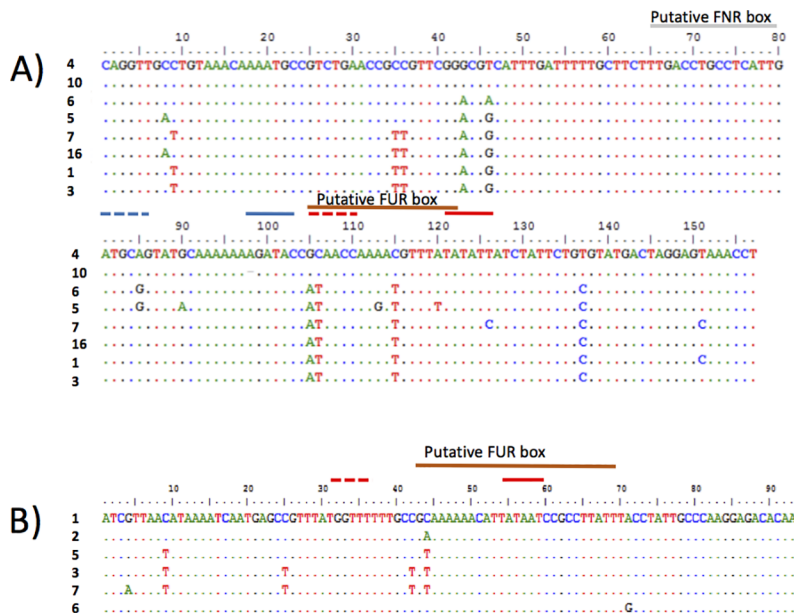 Putative FNR box
10 20 30 40 50 60 70 80
A)
4 CAGGTTGCCTGTAAACAAAATGCCGTCTGAACCGCCGTTCGGGCGTCATTTGATTTTTGCTTCTTTGACCTGCCTCATTG
10 ................................................................................
6 ..........................................A..A..................................
5 .......A..................................A..G..................................
7 ........T.........................TT......A..G..................................
16 .......A..........................TT......A..G..................................
1 ........T.........................TT......A..G..................................
3 ........T.........................TT......A..G..................................
Putative FUR box
90 100 110 120 130 140 150
4 ATGCAGTATGCAAAAAAAGATACCGCAACCAAAACGTTTATATATTATCTATTCTGTGTATGACTAGGAGTAAACCT
10 .............................................................................
6 ....G...................AT........T.....................C....................
5 ....G....A..............AT......G.T....T................C....................
7 ........................AT........T..........C..........C.............C......
16 ........................AT........T.....................C....................
1 ........................AT........T.....................C.............C......
3 ........................AT........T.....................C....................
Putative FUR box
10 20 30 40 50 60 70 80 90
B)
1 ATCGTTAACATAAAATCAATGAGCCGTTTATGGTTTTTTGCCGCAAAAAACATTATAATCCGCCTTATTTACCTATTGCCCAAGGAGACACAA
2 ...........................................A.................................................
5 ........T..................................T.................................................
3 ........T...............T................T.T.................................................
7 ...A....T...............T................T.T.................................................
6 ......................................................................G......................